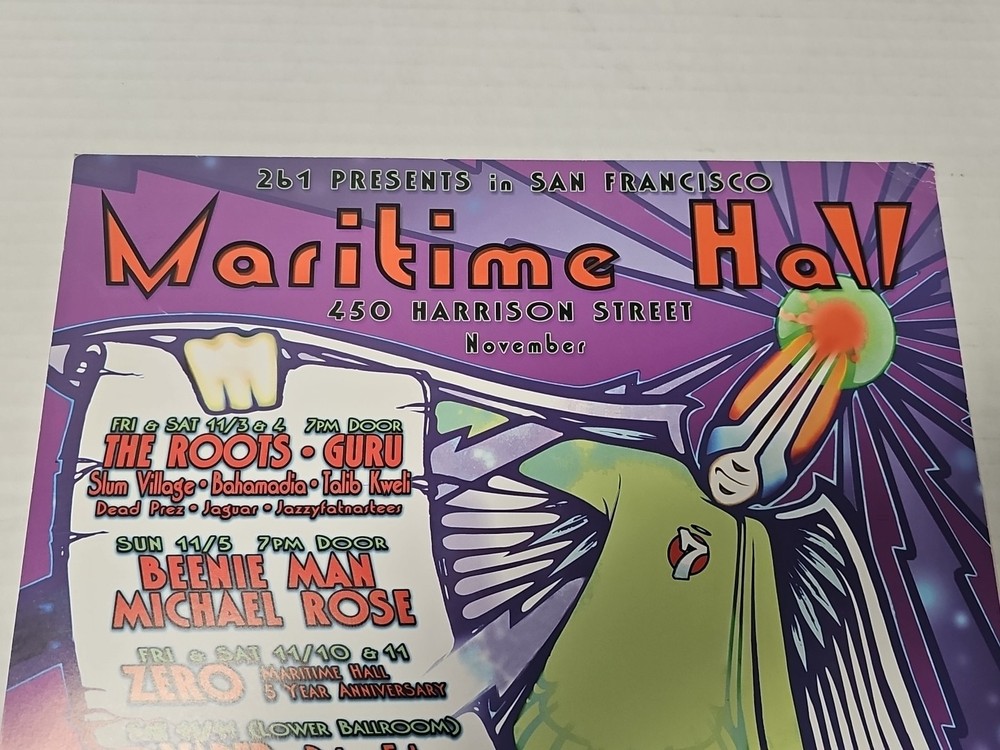 2b1 PRESENTS in SAN FRANCISCO
Maritime Hall
450 HARRISON STREET
November
FRI & SAT 11/3 & 4 7PM DOOR
THE ROOTS • GURU
Slum Village • Bahamadia • Talib Kweli
Dead Prez • Jaguar • Jazzyfatnastees
SUN 11/5 7PM DOOR
BEENIE MAN
MICHAEL ROSE
FRI & SAT 11/10 & 11
ZERO MARITIME HALL
5 YEAR ANNIVERSARY
(LOWER BALLROOM)
7